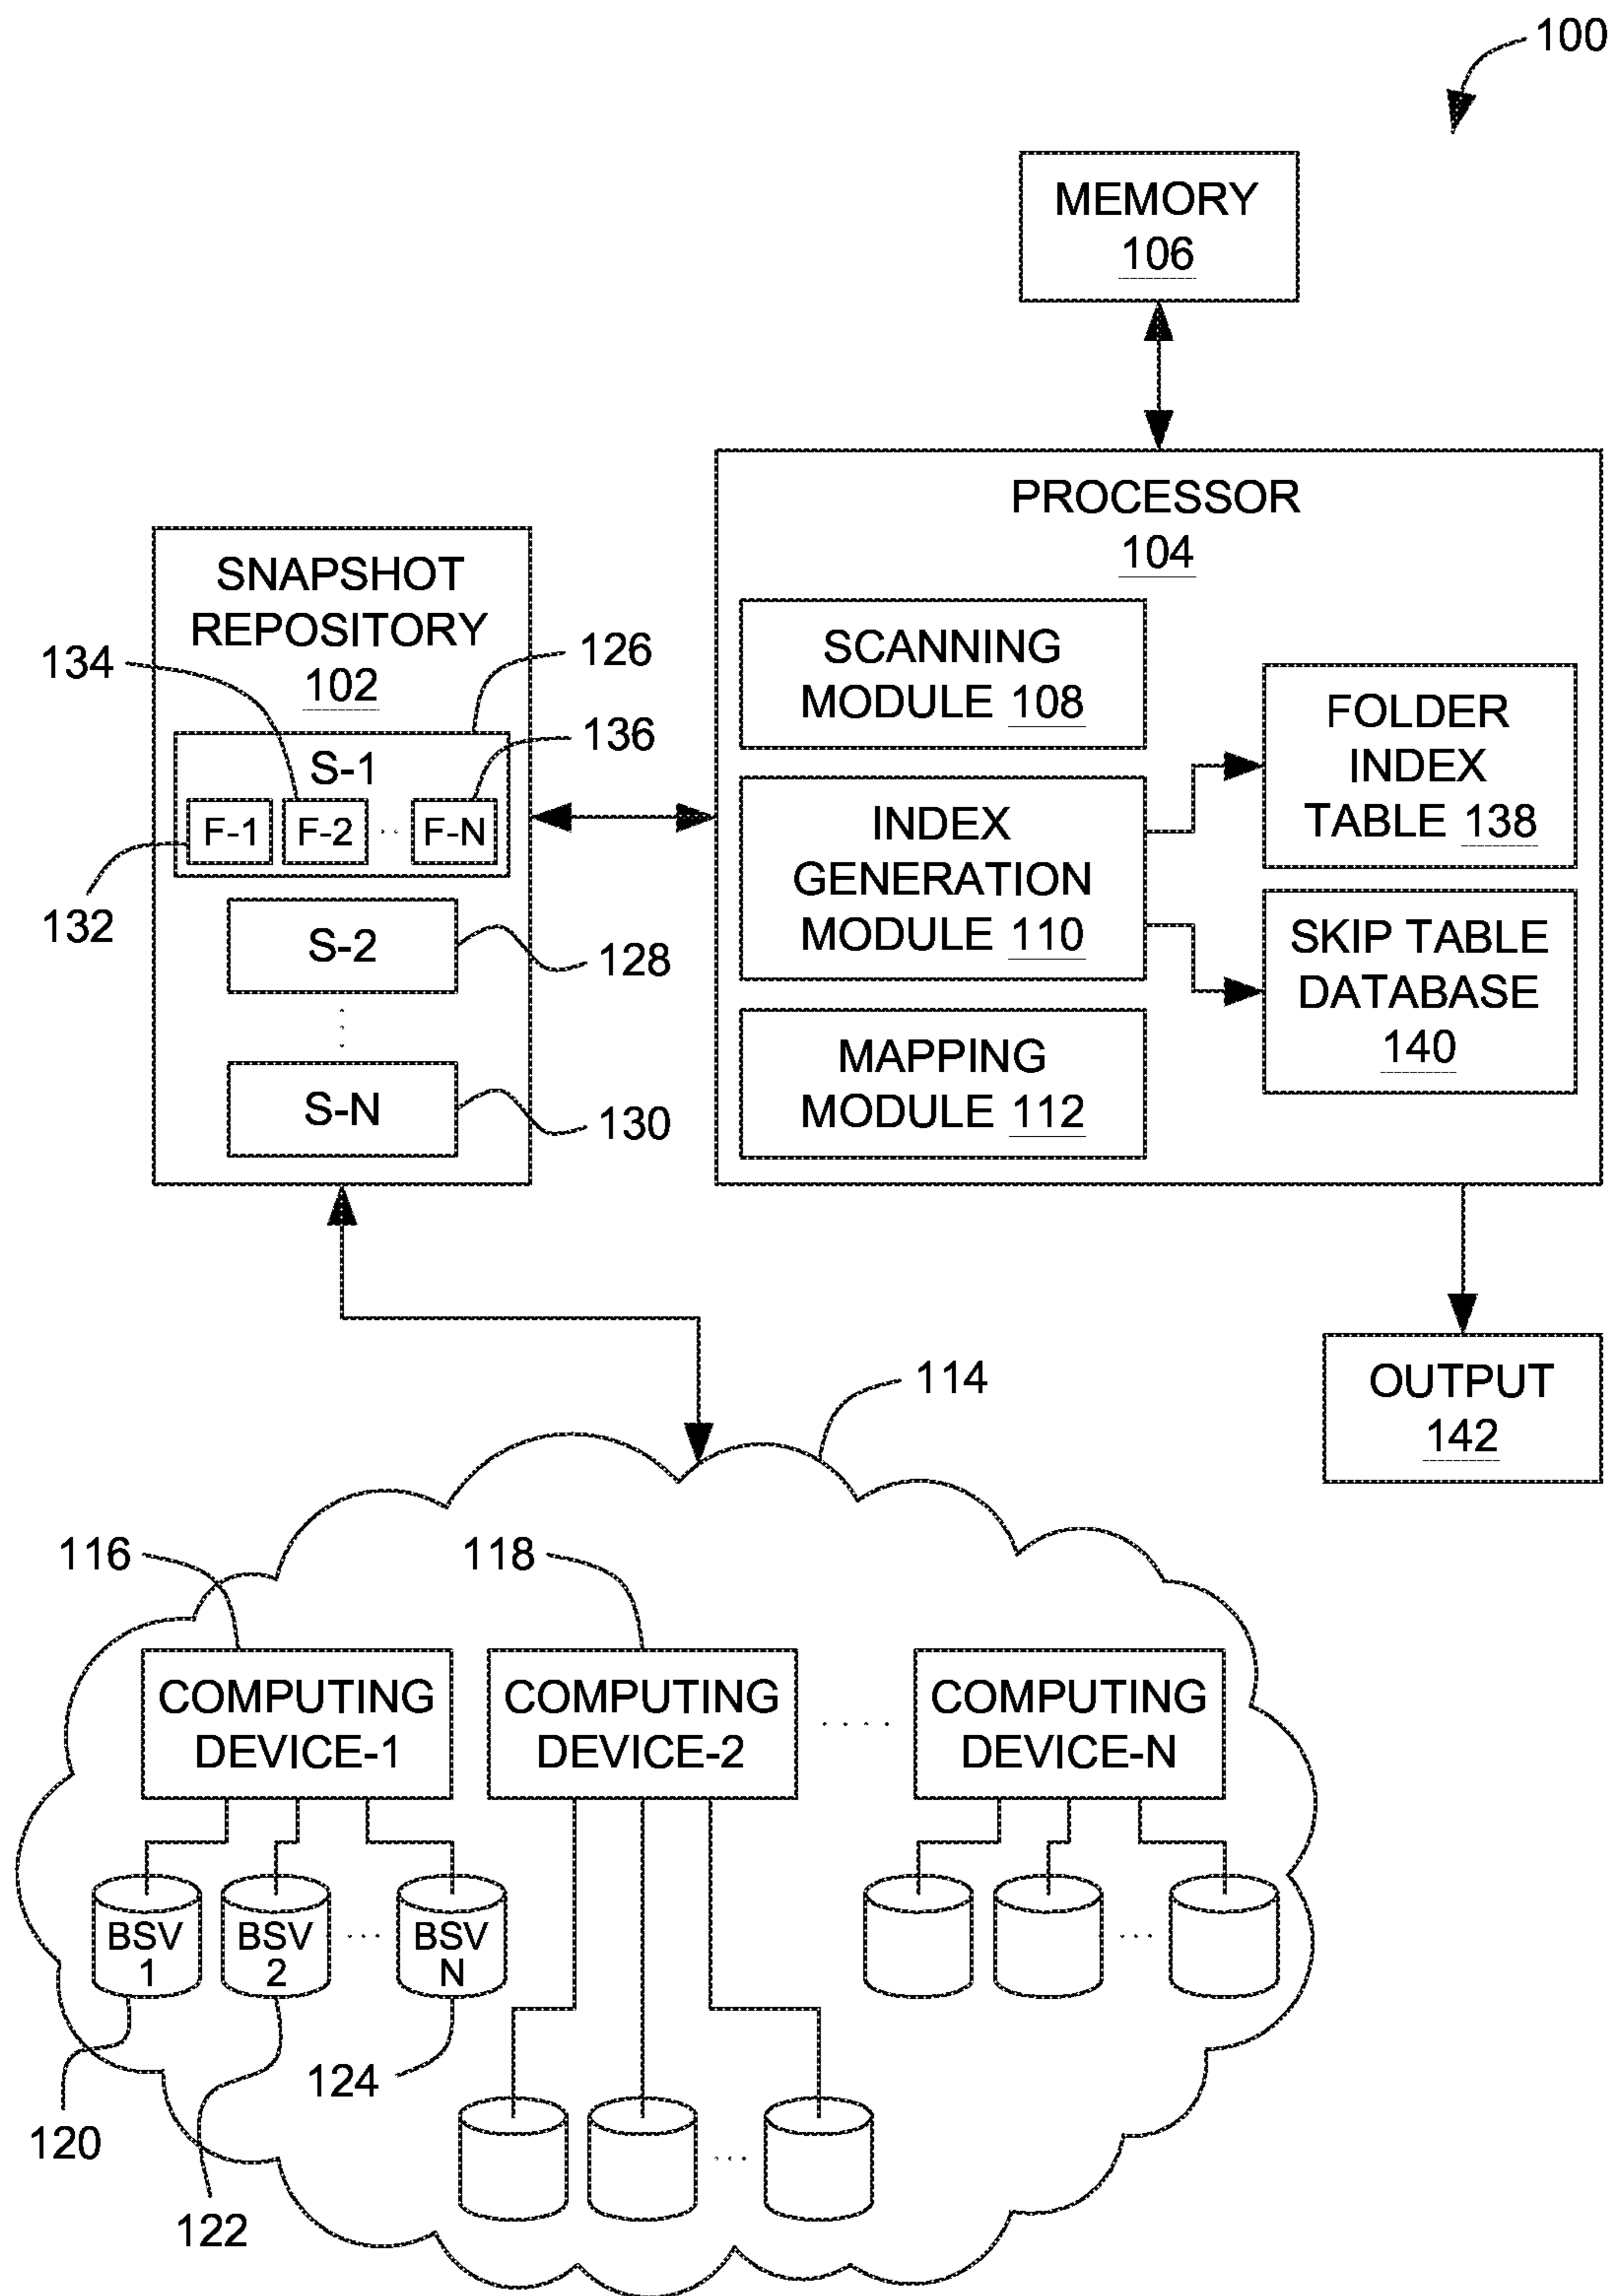 100
MEMORY
106
PROCESSOR
104
SNAPSHOT
REPOSITORY
102
134
126
136
S-1
F-1 F-2 ... F-N
132
S-2
128
S-N
130
SCANNING
MODULE 108
INDEX
GENERATION
MODULE 110
MAPPING
MODULE 112
FOLDER
INDEX
TABLE 138
SKIP TABLE
DATABASE
140
OUTPUT
142
114
116
118
COMPUTING
DEVICE-1
COMPUTING
DEVICE-2
COMPUTING
DEVICE-N
BSV
1
BSV
2
BSV
N
120
122
124